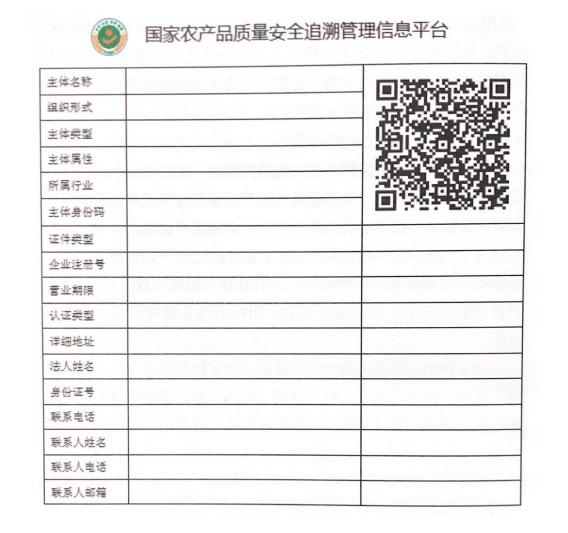 国家农产品质量安全追溯管理信息平台
主体名称
组织形式
主体类型
主体属性
所属行业
主体身份码
证件类型
企业注册号
营业期限
认证类型
详细地址
法人姓名
身份证号
联系电话
联系人姓名
联系人电话
联系人邮箱